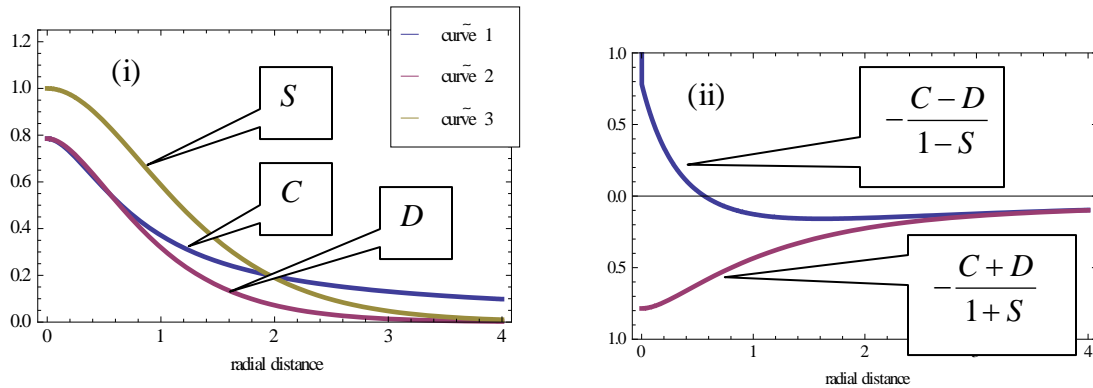 curve 1
curve 2
curve 3
(i)
S
C
D
1.2
1.0
0.8
0.6
0.4
0.2
0.0
0 1 2 3 4
radial distance
(ii)
−(C − D)/(1 − S)
−(C + D)/(1 + S)
1.0
0.5
0.0
0.5
1.0
0 1 2 3 4
radial distance